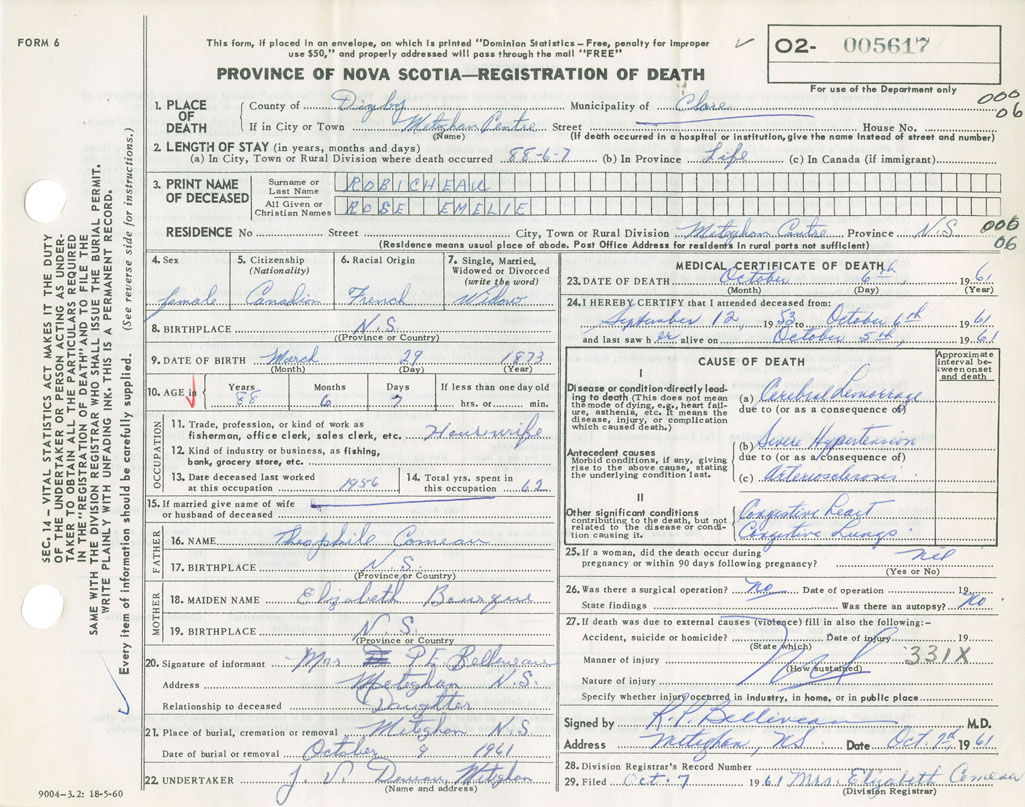 FORM 6
This form, if placed in an envelope, on which is printed "Dominion Statistics – Free, penalty for improper
use $50," and properly addressed will pass through the mail "FREE"
O2- 005617
PROVINCE OF NOVA SCOTIA—REGISTRATION OF DEATH
For use of the Department only
1. PLACE OF DEATH County of Digby Municipality of Clare 000 06
If in City or Town Meteghan Centre Street House No.
(Name) (If death occurred in a hospital or institution, give the name instead of street and number)
2. LENGTH OF STAY (in years, months and days)
(a) In City, Town or Rural Division where death occurred 88-6-7 (b) In Province Life (c) In Canada (if immigrant)
3. PRINT NAME OF DECEASED
Surname or Last Name ROBICHEAU
All Given or Christian Names ROSE EMELIE
RESIDENCE No Street City, Town or Rural Division Meteghan Centre Province N.S 000 06
(Residence means usual place of abode. Post Office Address for residents in rural parts not sufficient)
SEC. 14 – VITAL STATISTICS ACT MAKES IT THE DUTY
OF THE UNDERTAKER OR PERSON ACTING AS UNDER-
TAKER TO OBTAIN ALL THE PARTICULARS REQUIRED
IN THE "REGISTRATION OF DEATH" AND TO FILE THE
SAME WITH THE DIVISION REGISTRAR WHO SHALL ISSUE THE BURIAL PERMIT.
WRITE PLAINLY WITH UNFADING INK. THIS IS A PERMANENT RECORD.
Every item of information should be carefully supplied. (See reverse side for instructions.)
4. Sex female
5. Citizenship (Nationality) Canadian
6. Racial Origin French
7. Single, Married, Widowed or Divorced (write the word) Widow
8. BIRTHPLACE N.S.
(Province or Country)
9. DATE OF BIRTH March 29 1873
(Month) (Day) (Year)
10. AGE in Years 88 Months 6 Days 7 If less than one day old hrs. or min.
OCCUPATION
11. Trade, profession, or kind of work as
fisherman, office clerk, sales clerk, etc. Housewife
12. Kind of industry or business, as fishing,
bank, grocery store, etc.
13. Date deceased last worked
at this occupation 1956
14. Total yrs. spent in
this occupation 62
15. If married give name of wife
or husband of deceased
FATHER
16. NAME Theophile Comeau
17. BIRTHPLACE N.S.
(Province or Country)
MOTHER
18. MAIDEN NAME Elizabeth
19. BIRTHPLACE N.S.
(Province or Country)
20. Signature of informant Mrs P E Belliveau
Address Meteghan N.S.
Relationship to deceased Daughter
21. Place of burial, cremation or removal Meteghan N.S.
Date of burial or removal October 9 1961
22. UNDERTAKER J V Deveau, Meteghan
(Name and address)
9004-3.2: 18-5-60
MEDICAL CERTIFICATE OF DEATH
23. DATE OF DEATH October 6th 1961
(Month) (Day) (Year)
24. I HEREBY CERTIFY that I attended deceased from:
September 12, 1953 to October 6th 1961
and last saw her alive on October 5th, 1961
CAUSE OF DEATH
Approximate interval between onset and death
I
Disease or condition directly lead-
ing to death (This does not mean
the mode of dying, e.g., heart fail-
ure, asthenia, etc. It means the
disease, injury, or complication
which caused death.)
(a) Cerebral Hemorrage
due to (or as a consequence of)
Antecedent causes
Morbid conditions, if any, giving
rise to the above cause, stating
the underlying condition last.
(b) Severe Hypertension
due to (or as a consequence of)
(c) Arteriosclerosis
II
Other significant conditions
contributing to the death, but not
related to the disease or condi-
tion causing it.
Congestive heart
Congestive Lungs
25. If a woman, did the death occur during
pregnancy or within 90 days following pregnancy?
(Yes or No)
26. Was there a surgical operation? No Date of operation 19
State findings Was there an autopsy? No
27. If death was due to external causes (violence) fill in also the following:–
Accident, suicide or homicide? Date of injury 19
(State which)
Manner of injury 331X
(How sustained)
Nature of injury
Specify whether injury occurred in industry, in home, or in public place
Signed by R.P. Belliveau M.D.
Address Meteghan, NS Date Oct. 7th, 1961
28. Division Registrar's Record Number
29. Filed Oct. 7 1961 Mrs. Elizabeth Comeau
(Division Registrar)